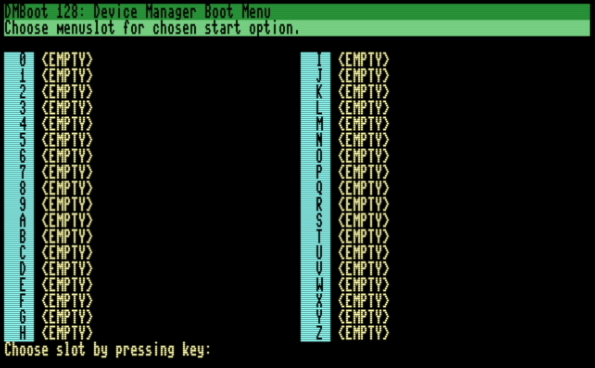 DMBoot 128: Device Manager Boot Menu
Choose menuslot for chosen start option.
0 <EMPTY> I <EMPTY>
1 <EMPTY> J <EMPTY>
2 <EMPTY> K <EMPTY>
3 <EMPTY> L <EMPTY>
4 <EMPTY> M <EMPTY>
5 <EMPTY> N <EMPTY>
6 <EMPTY> O <EMPTY>
7 <EMPTY> P <EMPTY>
8 <EMPTY> Q <EMPTY>
9 <EMPTY> R <EMPTY>
A <EMPTY> S <EMPTY>
B <EMPTY> T <EMPTY>
C <EMPTY> U <EMPTY>
D <EMPTY> V <EMPTY>
E <EMPTY> W <EMPTY>
F <EMPTY> X <EMPTY>
G <EMPTY> Y <EMPTY>
H <EMPTY> Z <EMPTY>
Choose slot by pressing key: